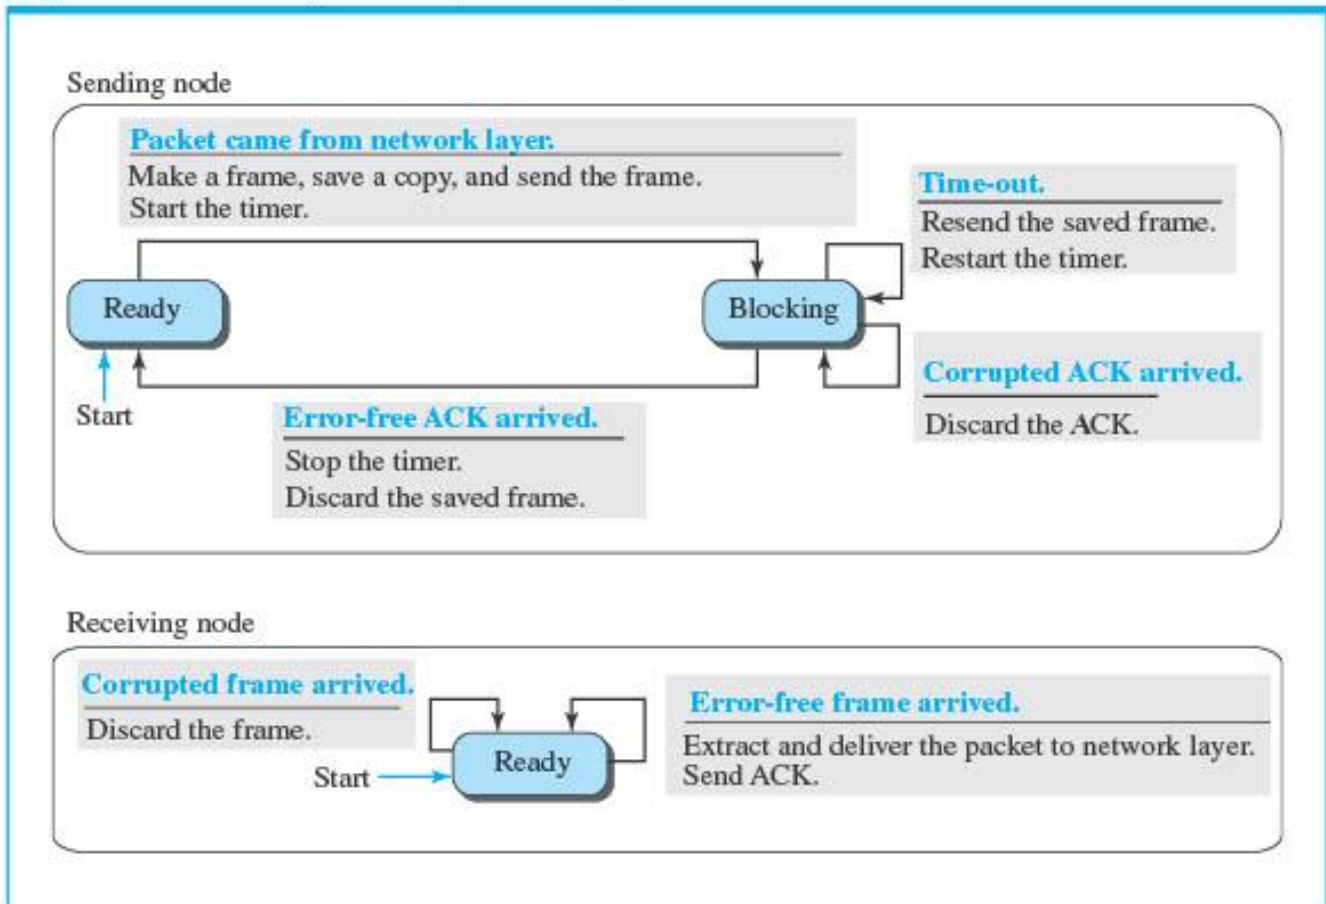 Sending node
Packet came from network layer.
Make a frame, save a copy, and send the frame.
Start the timer.
Time-out.
Resend the saved frame.
Restart the timer.
Ready
Blocking
Start
Error-free ACK arrived.
Stop the timer.
Discard the saved frame.
Corrupted ACK arrived.
Discard the ACK.
Receiving node
Corrupted frame arrived.
Discard the frame.
Start
Ready
Error-free frame arrived.
Extract and deliver the packet to network layer.
Send ACK.